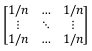 1/n … 1/n
⋮ ⋱ ⋮
1/n … 1/n